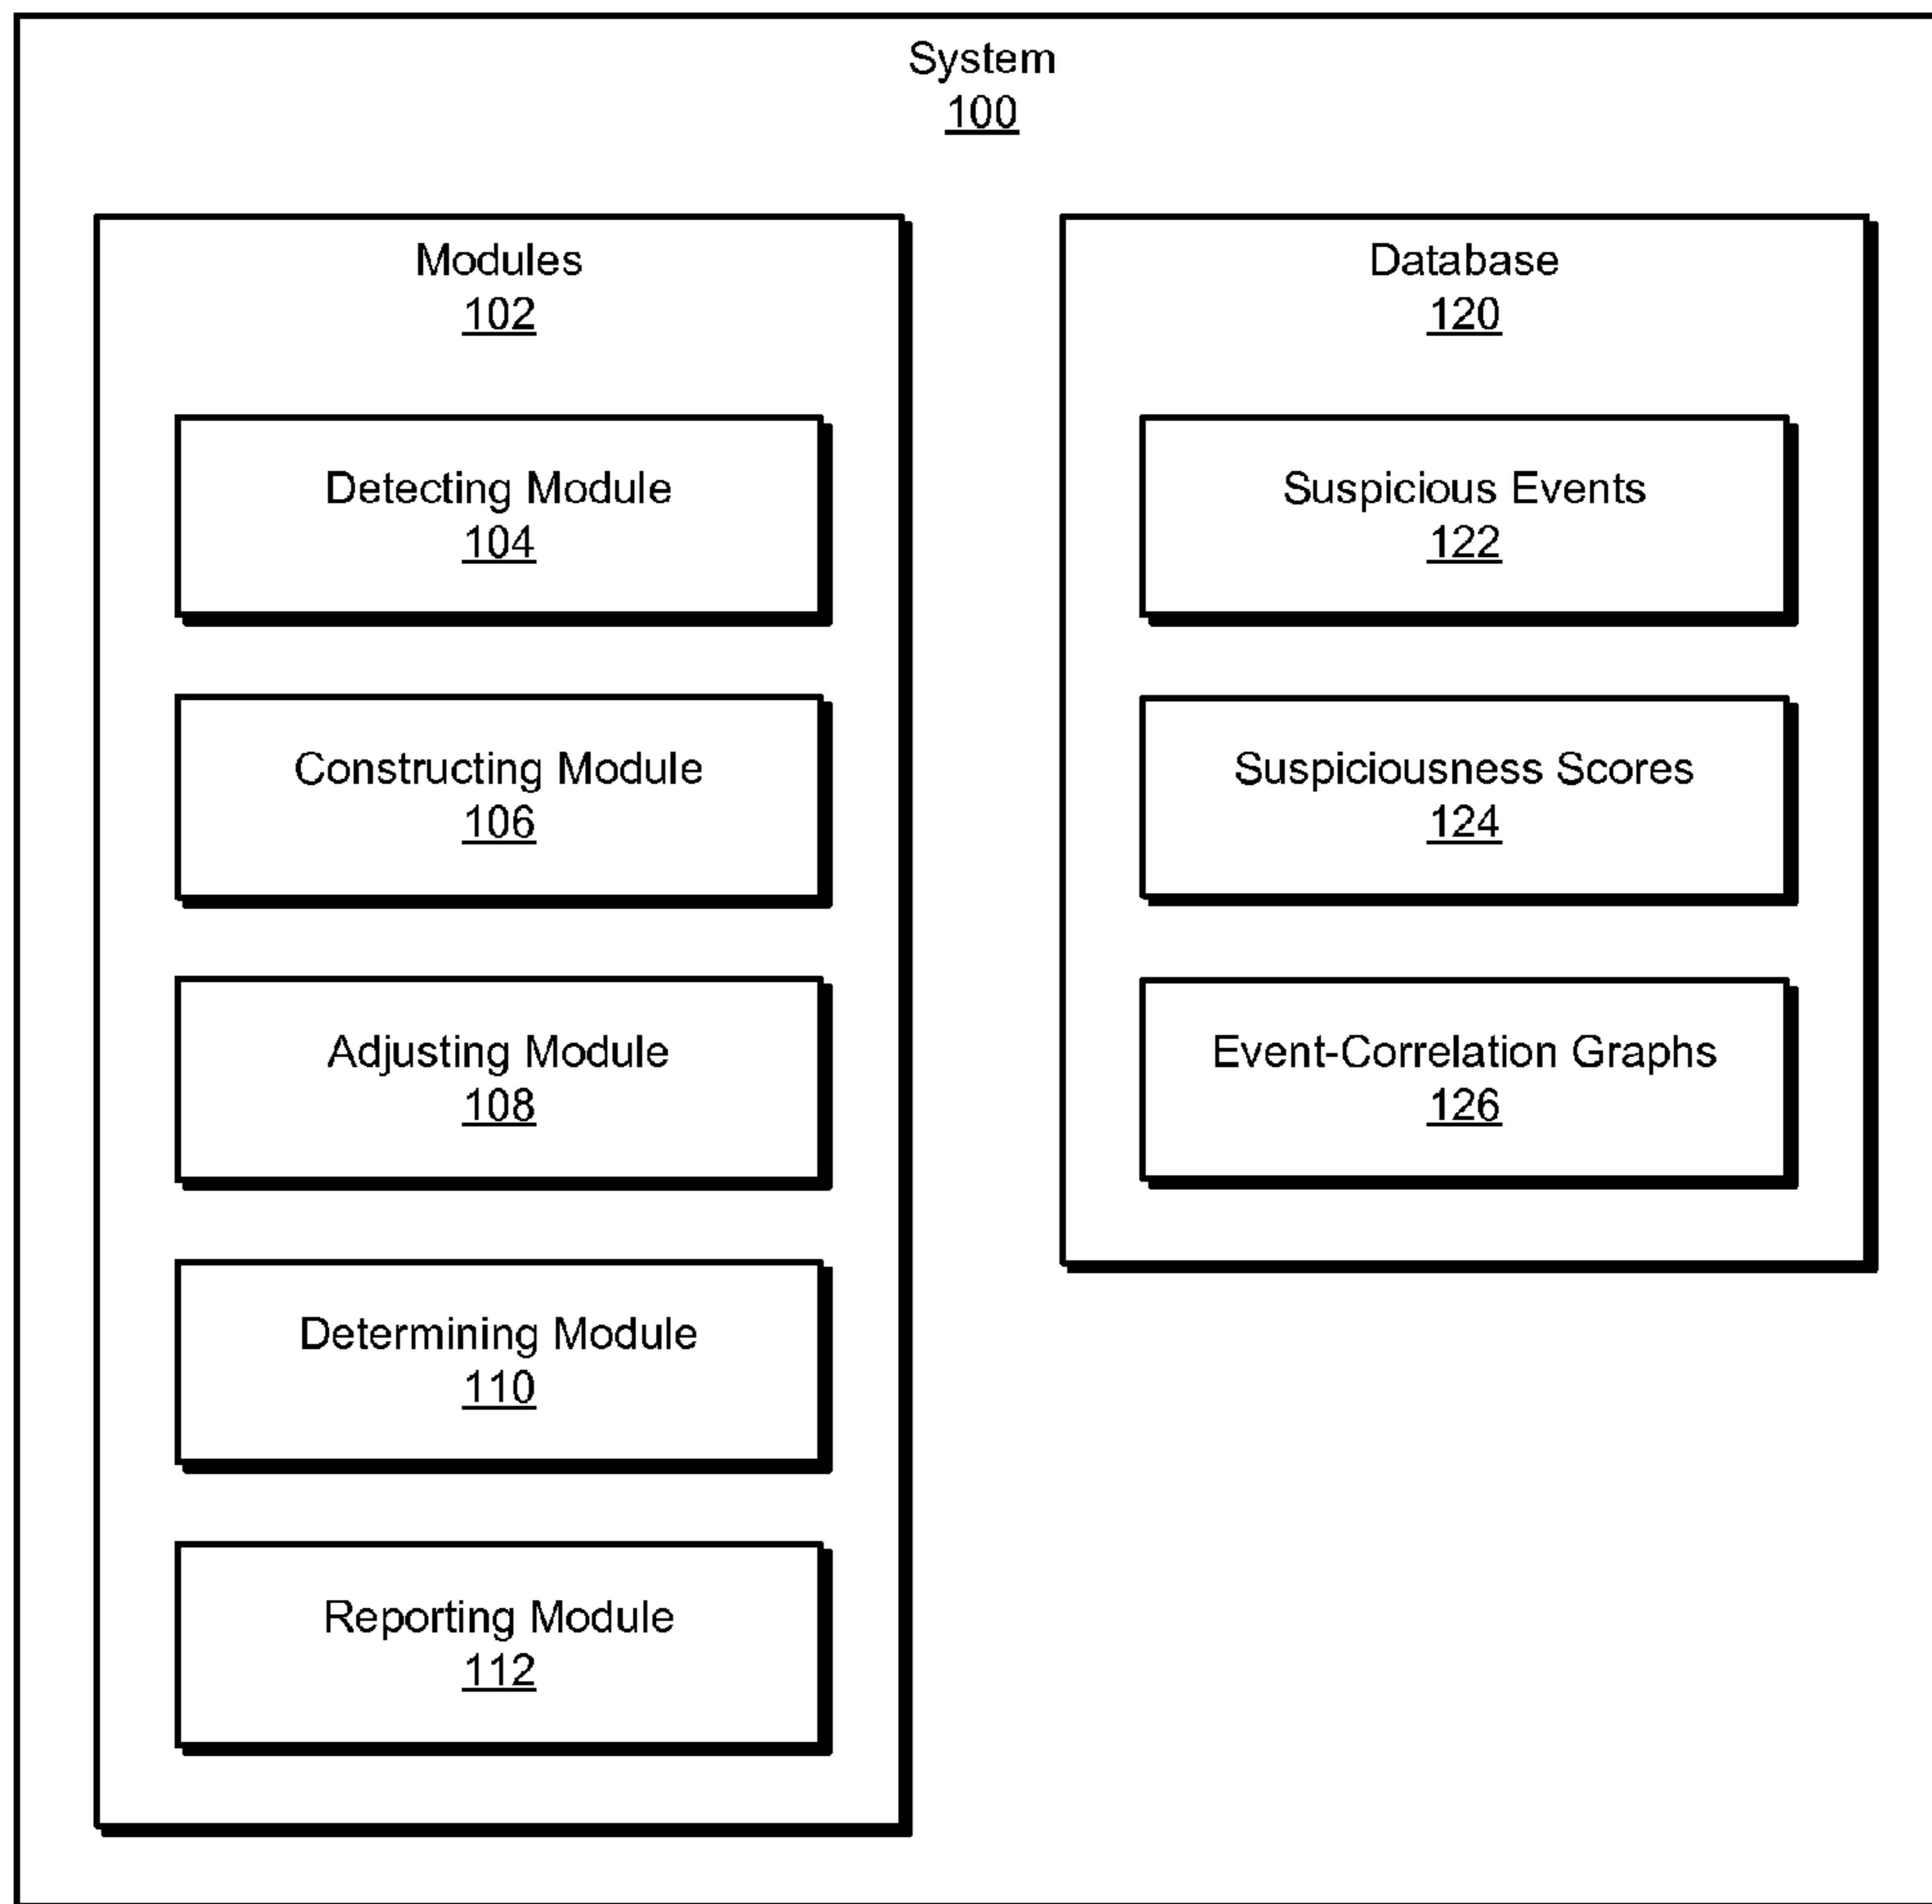 System
100
Modules
102
Detecting Module
104
Constructing Module
106
Adjusting Module
108
Determining Module
110
Reporting Module
112
Database
120
Suspicious Events
122
Suspiciousness Scores
124
Event-Correlation Graphs
126